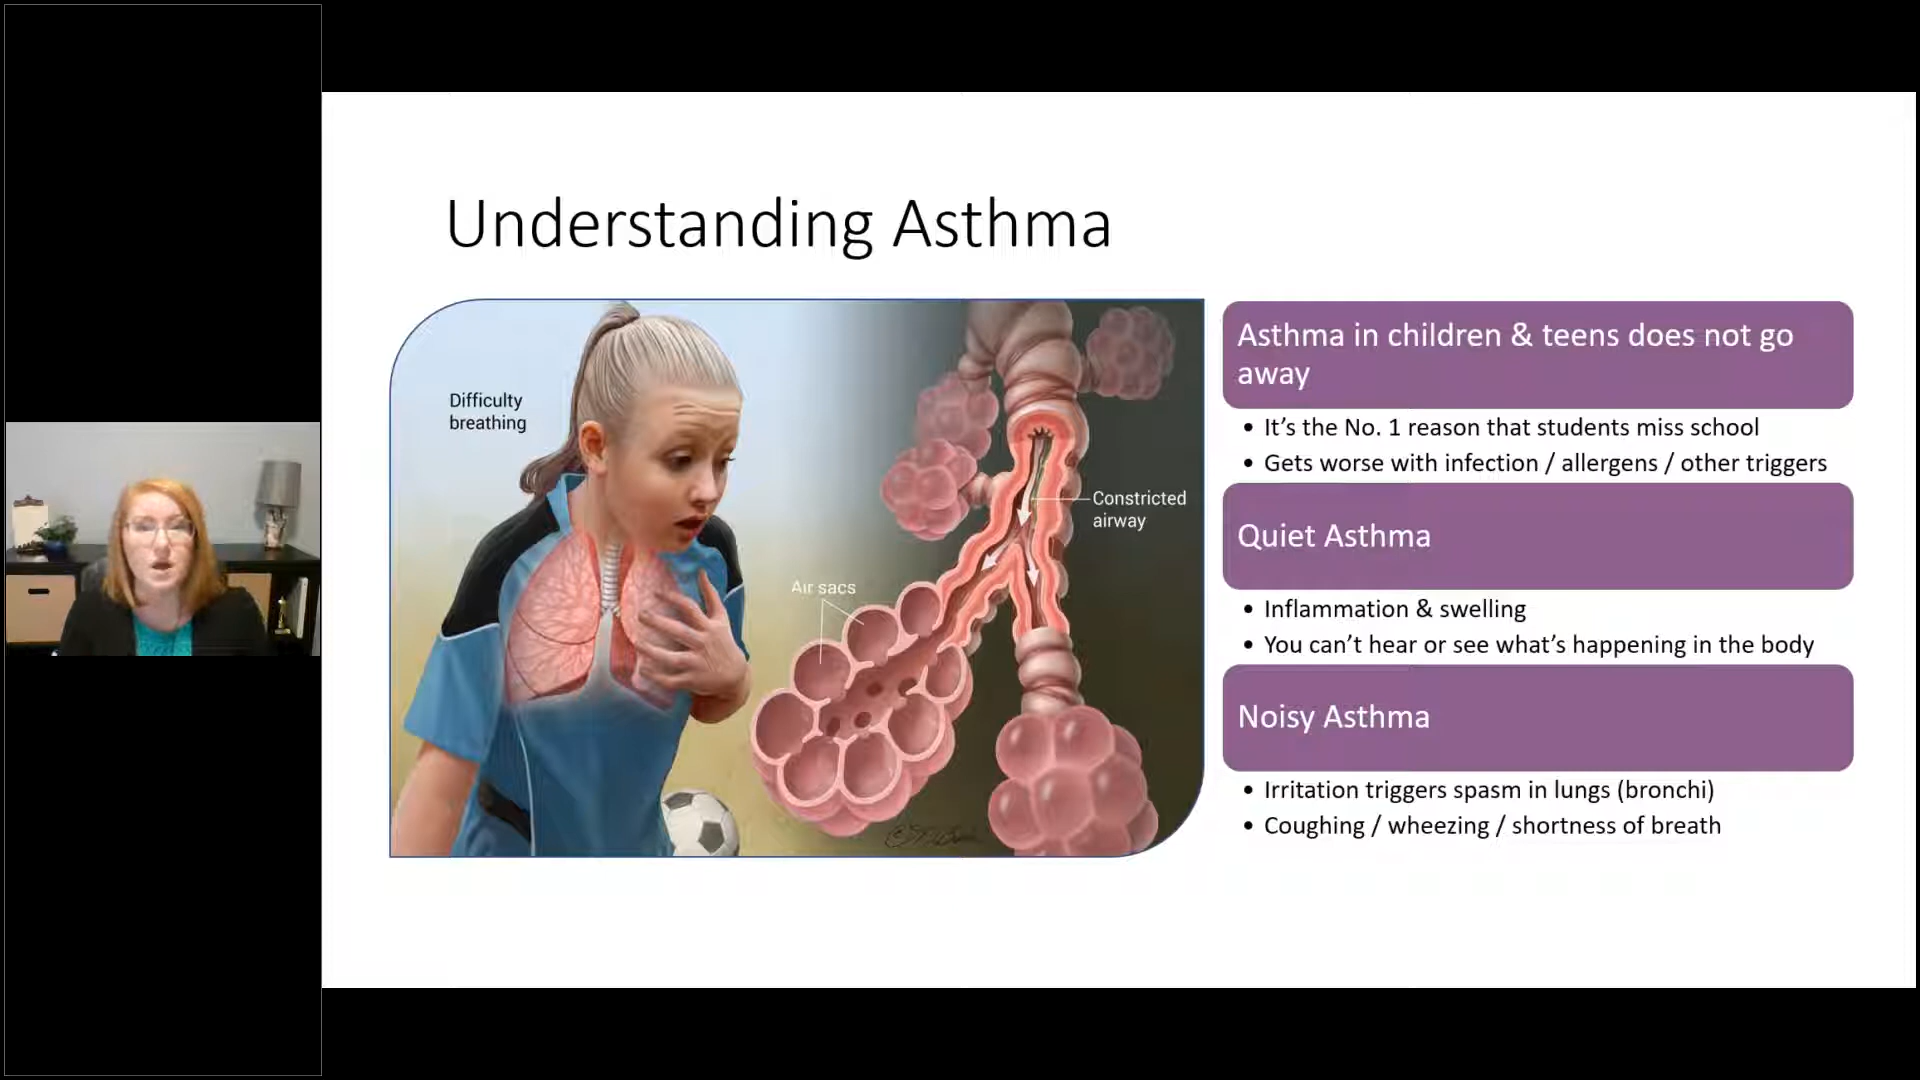 Understanding Asthma
Difficulty
breathing
Air sacs
Constricted
airway
Asthma in children & teens does not go
away
• It’s the No. 1 reason that students miss school
• Gets worse with infection / allergens / other triggers
Quiet Asthma
• Inflammation & swelling
• You can’t hear or see what’s happening in the body
Noisy Asthma
• Irritation triggers spasm in lungs (bronchi)
• Coughing / wheezing / shortness of breath